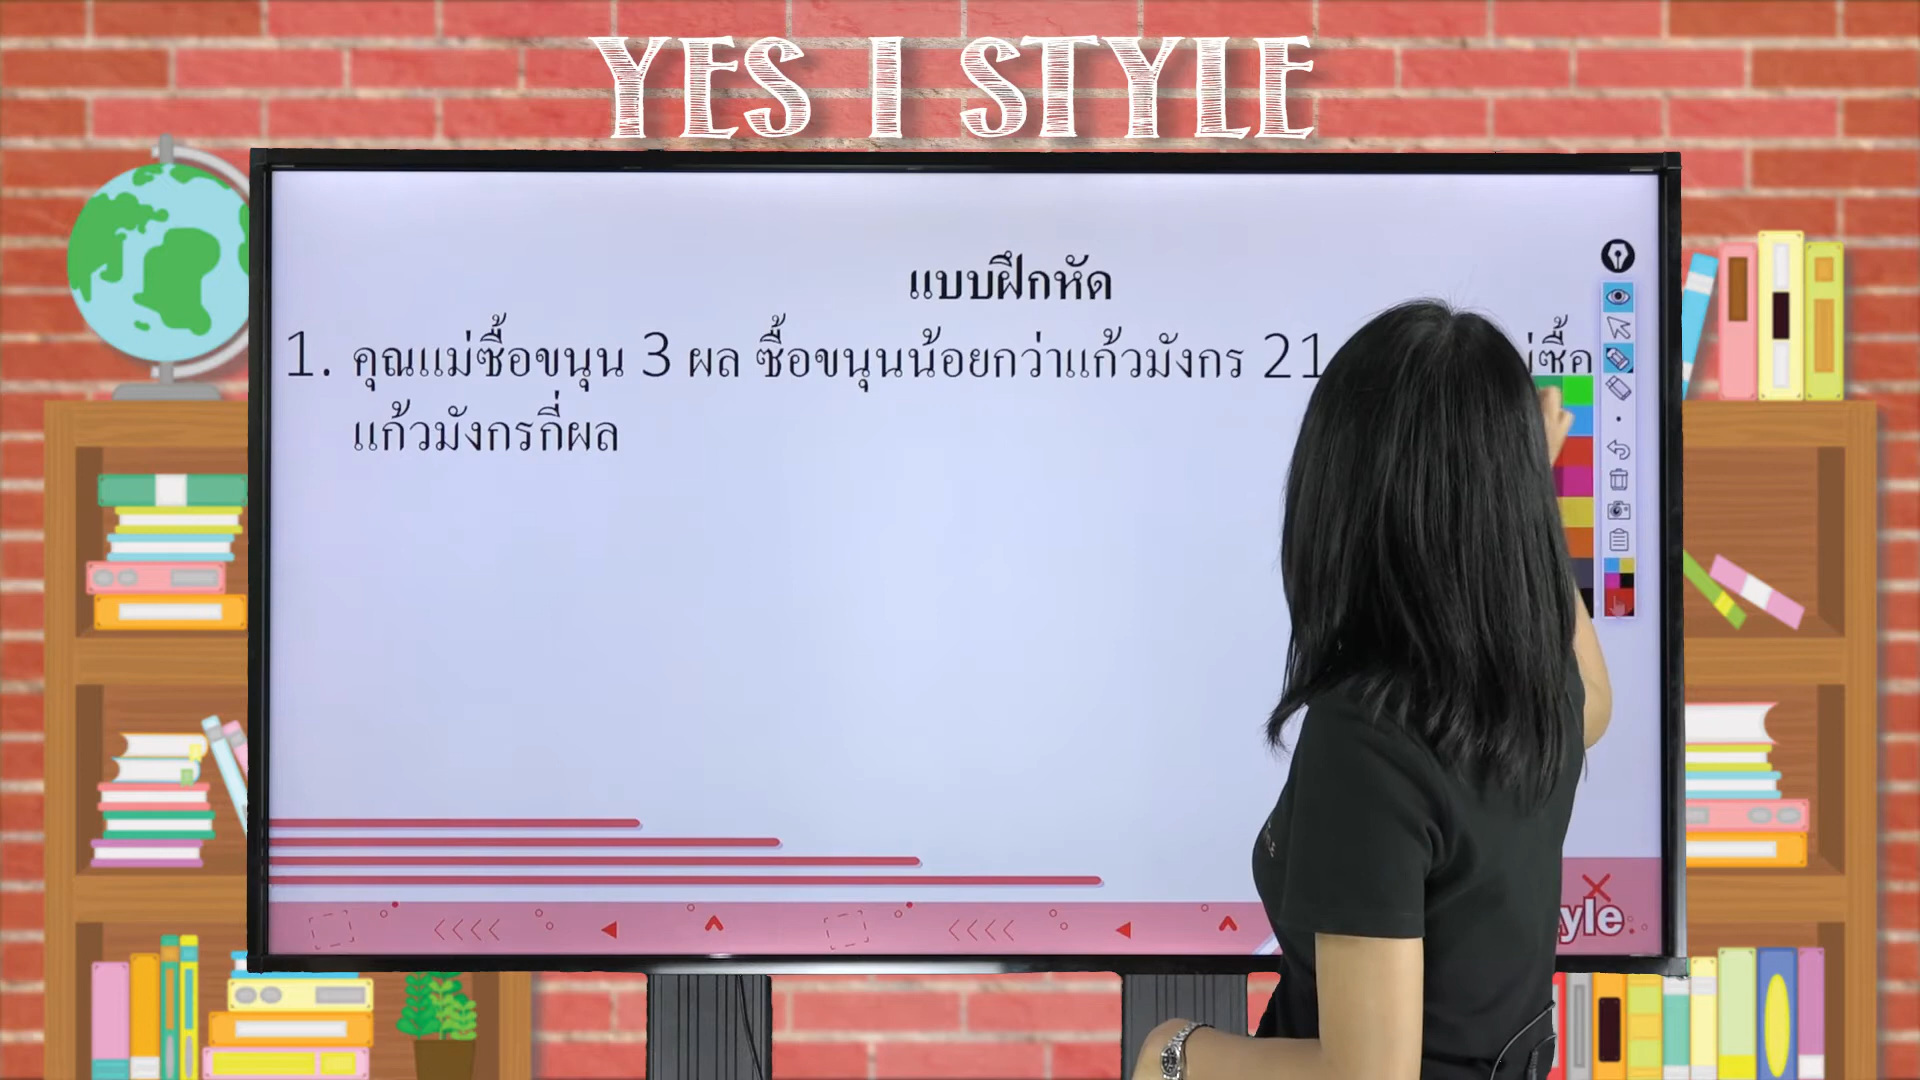 YES I STYLE
แบบฝึกหัด
1. คุณแม่ซื้อขนุน 3 ผล ซื้อขนุนน้อยกว่าแก้วมังกร 21
แก้วมังกรกี่ผล
yle